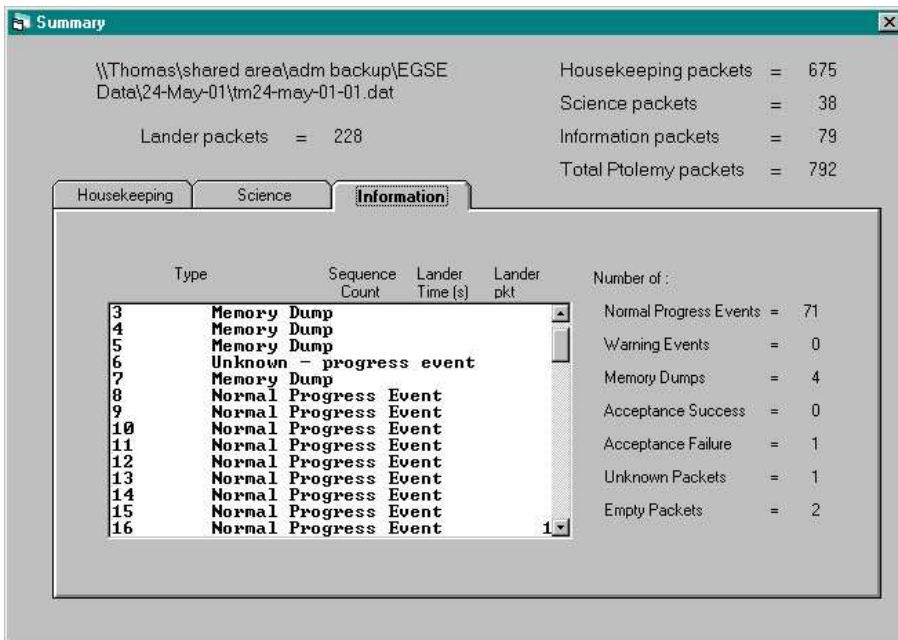 Summary
\\Thomas\shared area\adm backup\EGSE
Data\24-May-01\tm24-may-01-01.dat
Lander packets = 228
Housekeeping packets = 675
Science packets = 38
Information packets = 79
Total Ptolemy packets = 792
Housekeeping Science Information
Type Sequence Lander Lander
Count Time (s) pkt
3 Memory Dump
4 Memory Dump
5 Memory Dump
6 Unknown - progress event
7 Memory Dump
8 Normal Progress Event
9 Normal Progress Event
10 Normal Progress Event
11 Normal Progress Event
12 Normal Progress Event
13 Normal Progress Event
14 Normal Progress Event
15 Normal Progress Event
16 Normal Progress Event 1
Number of :
Normal Progress Events = 71
Warning Events = 0
Memory Dumps = 4
Acceptance Success = 0
Acceptance Failure = 1
Unknown Packets = 1
Empty Packets = 2